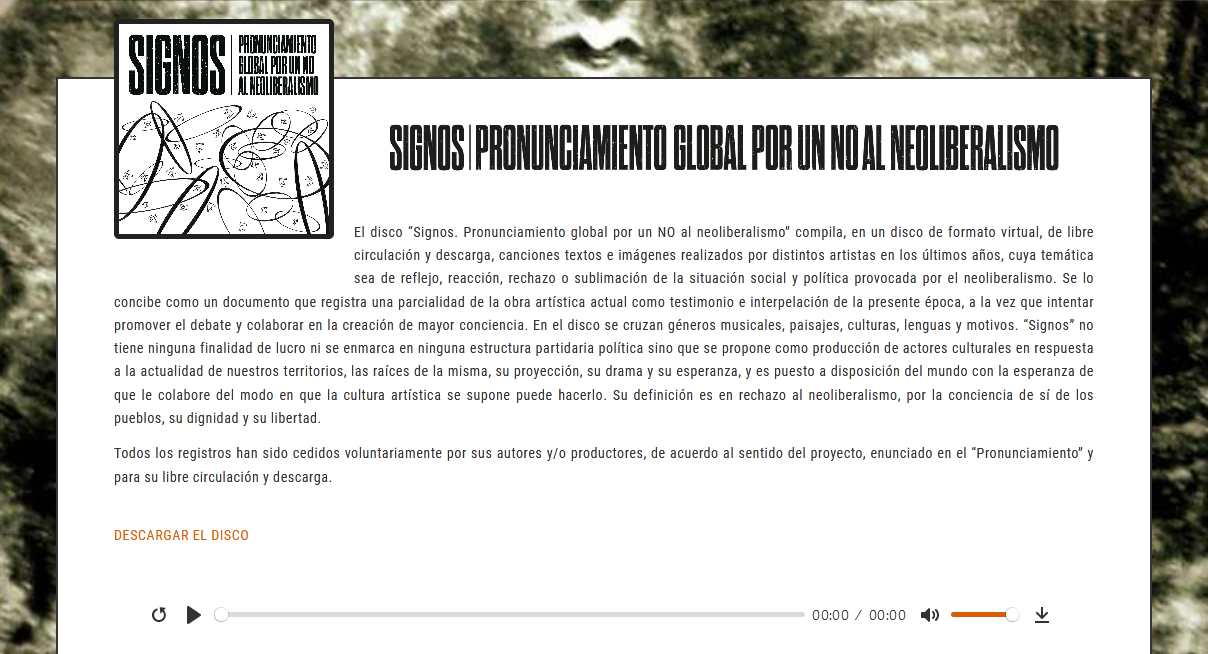 SIGNOS
PRONUNCIAMIENTO
GLOBAL POR UN NO
AL NEOLIBERALISMO
SIGNOS | PRONUNCIAMIENTO GLOBAL POR UN NO AL NEOLIBERALISMO
El disco “Signos. Pronunciamiento global por un NO al neoliberalismo” compila, en un disco de formato virtual, de libre
circulación y descarga, canciones textos e imágenes realizados por distintos artistas en los últimos años, cuya temática
sea de reflejo, reacción, rechazo o sublimación de la situación social y política provocada por el neoliberalismo. Se lo
concibe como un documento que registra una parcialidad de la obra artística actual como testimonio e interpelación de la presente época, a la vez que intentar
promover el debate y colaborar en la creación de mayor conciencia. En el disco se cruzan géneros musicales, paisajes, culturas, lenguas y motivos. “Signos” no
tiene ninguna finalidad de lucro ni se enmarca en ninguna estructura partidaria política sino que se propone como producción de actores culturales en respuesta
a la actualidad de nuestros territorios, las raíces de la misma, su proyección, su drama y su esperanza, y es puesto a disposición del mundo con la esperanza de
que le colabore del modo en que la cultura artística se supone puede hacerlo. Su definición es en rechazo al neoliberalismo, por la conciencia de sí de los
pueblos, su dignidad y su libertad.
Todos los registros han sido cedidos voluntariamente por sus autores y/o productores, de acuerdo al sentido del proyecto, enunciado en el “Pronunciamiento” y
para su libre circulación y descarga.
DESCARGAR EL DISCO
00:00 / 00:00